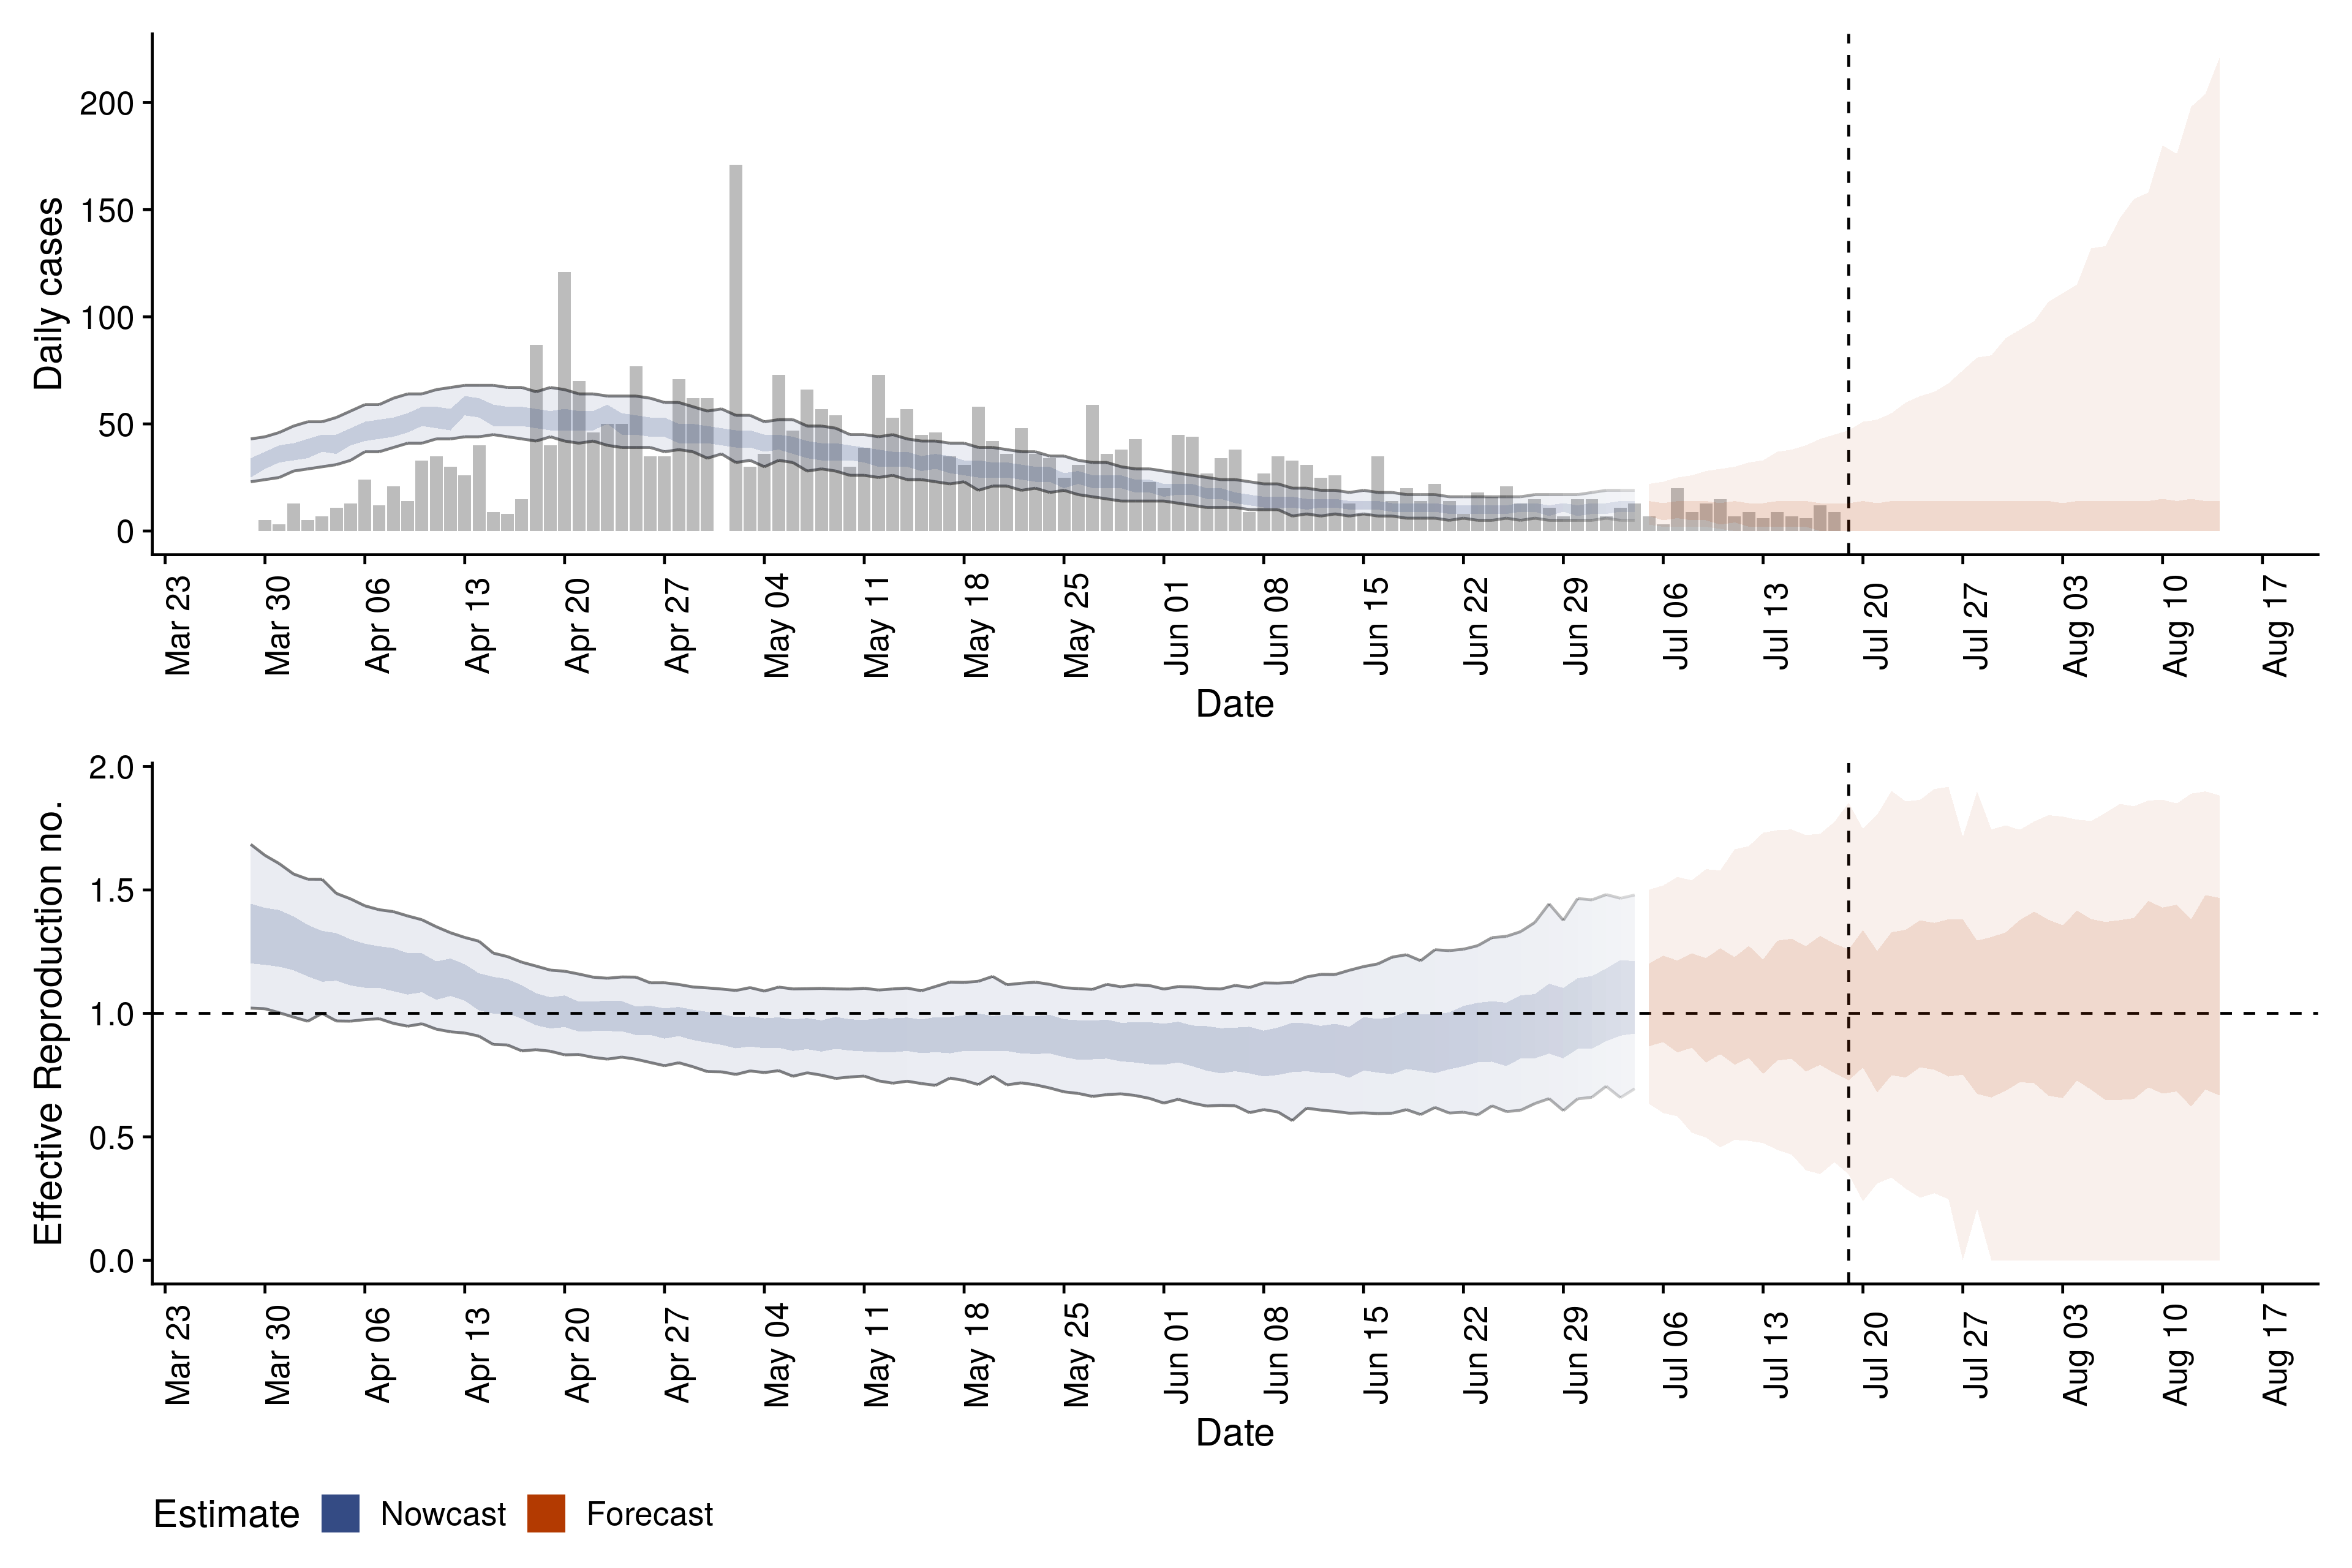 Daily cases
200
150
100
50
0
Mar 23
Mar 30
Apr 06
Apr 13
Apr 20
Apr 27
May 04
May 11
May 18
May 25
Jun 01
Jun 08
Jun 15
Jun 22
Jun 29
Jul 06
Jul 13
Jul 20
Jul 27
Aug 03
Aug 10
Aug 17
Date
Effective Reproduction no.
2.0
1.5
1.0
0.5
0.0
Mar 23
Mar 30
Apr 06
Apr 13
Apr 20
Apr 27
May 04
May 11
May 18
May 25
Jun 01
Jun 08
Jun 15
Jun 22
Jun 29
Jul 06
Jul 13
Jul 20
Jul 27
Aug 03
Aug 10
Aug 17
Date
Estimate Nowcast Forecast